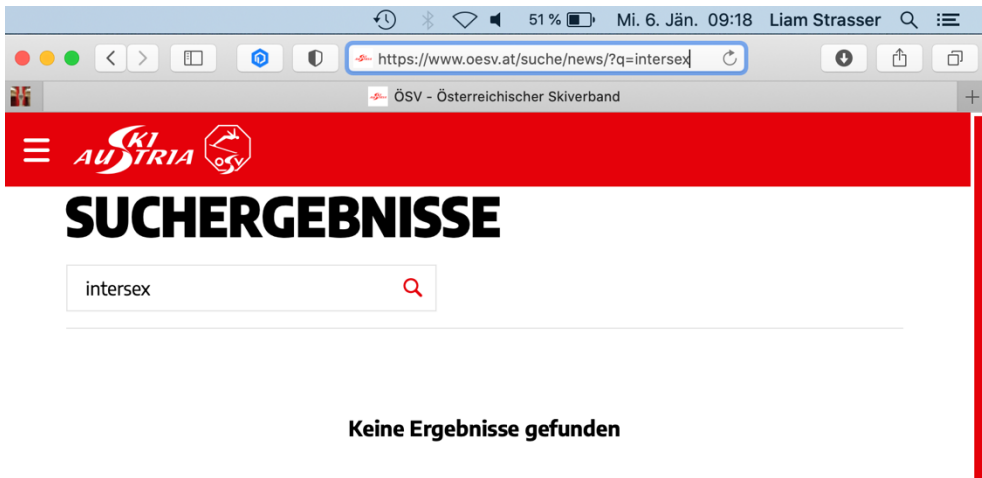 51 % Mi. 6. Jän. 09:18 Liam Strasser
https://www.oesv.at/suche/news/?q=intersex
ÖSV - Österreichischer Skiverband
SKI
AUSTRIA ÖSV
SUCHERGEBNISSE
intersex
Keine Ergebnisse gefunden